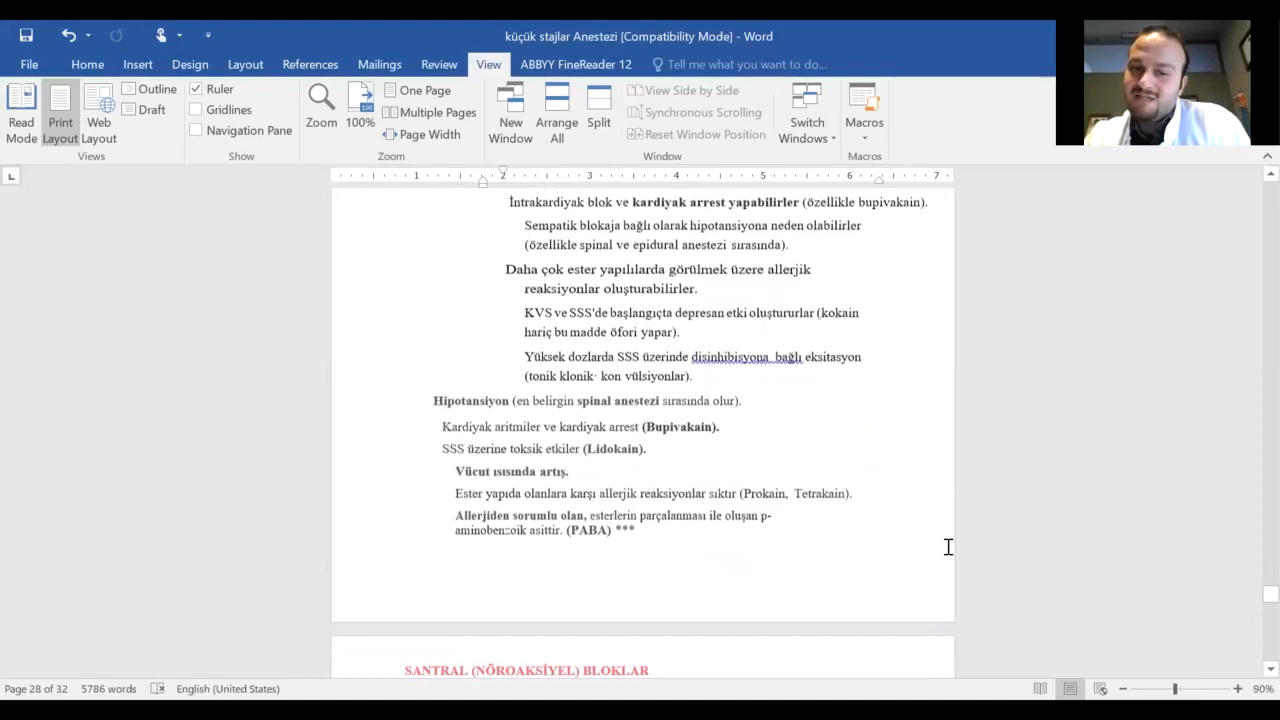 küçük stajlar Anestezi [Compatibility Mode] - Word
File Home Insert Design Layout References Mailings Review View ABBYY FineReader 12 Tell me what you want to do...
Read Mode
Print Layout
Web Layout
Outline
Draft
Views
Ruler
Gridlines
Navigation Pane
Show
Zoom
100%
One Page
Multiple Pages
Page Width
Zoom
New Window
Arrange All
Split
View Side by Side
Synchronous Scrolling
Reset Window Position
Window
Switch Windows
Macros
Macros
1 2 3 4 5 6 7
İntrakardiyak blok ve kardiyak arrest yapabilirler (özellikle bupivakain).
Sempatik blokaja bağlı olarak hipotansiyona neden olabilirler
(özellikle spinal ve epidural anestezi sırasında).
Daha çok ester yapılılarda görülmek üzere allerjik
reaksiyonlar oluşturabilirler.
KVS ve SSS'de başlangıçta depresan etki oluştururlar (kokain
hariç bu madde öfori yapar).
Yüksek dozlarda SSS üzerinde disinhibisyona bağlı eksitasyon
(tonik klonik· kon vülsiyonlar).
Hipotansiyon (en belirgin spinal anestezi sırasında olur).
Kardiyak aritmiler ve kardiyak arrest (Bupivakain).
SSS üzerine toksik etkiler (Lidokain).
Vücut ısısında artış.
Ester yapıda olanlara karşı allerjik reaksiyonlar sıktır (Prokain, Tetrakain).
Allerjiden sorumlu olan, esterlerin parçalanması ile oluşan p-
aminobenzoik asittir. (PABA) ***
SANTRAL (NÖROAKSİYEL) BLOKLAR
Page 28 of 32 5786 words English (United States) 90%